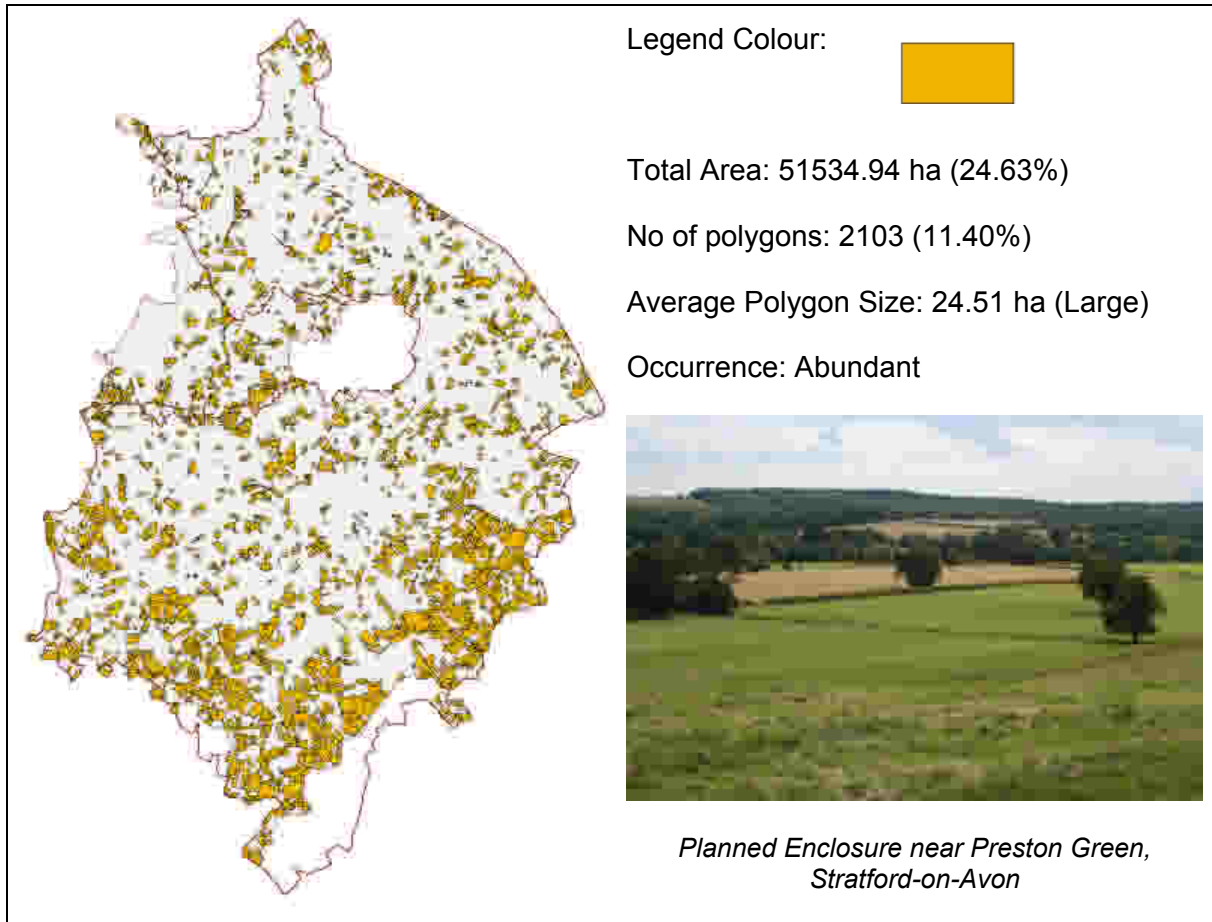 Legend Colour:
Total Area: 51534.94 ha (24.63%)
No of polygons: 2103 (11.40%)
Average Polygon Size: 24.51 ha (Large)
Occurrence: Abundant
Planned Enclosure near Preston Green,
Stratford-on-Avon